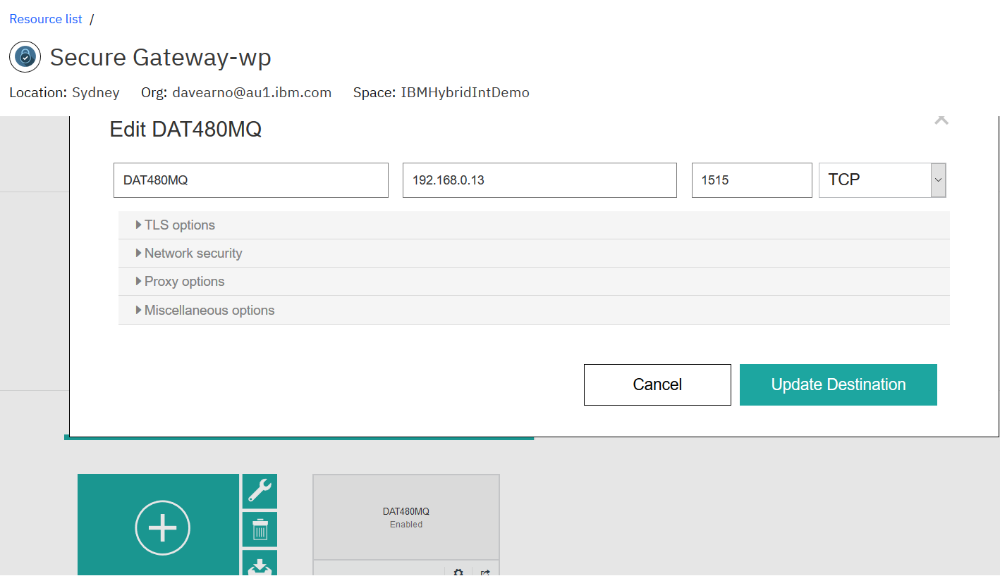 Resource list /
Secure Gateway-wp
Location: Sydney Org: davearno@au1.ibm.com Space: IBMHybridIntDemo
Edit DAT480MQ
DAT480MQ 192.168.0.13 1515 TCP
TLS options
Network security
Proxy options
Miscellaneous options
Cancel Update Destination
DAT480MQ
Enabled